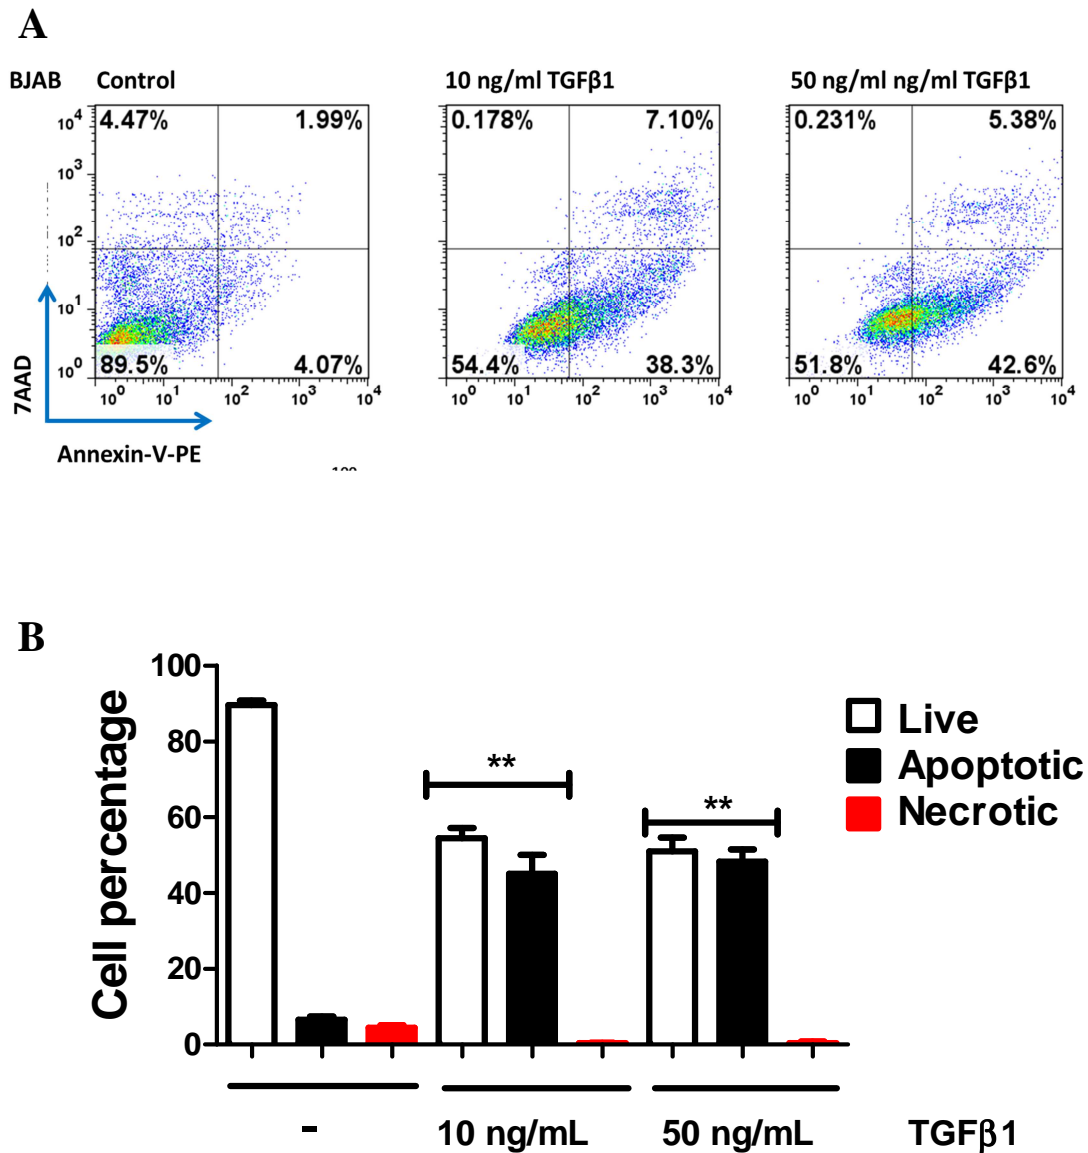 A
BJAB Control 10 ng/ml TGFβ1 50 ng/ml ng/ml TGFβ1
10⁴ 4.47% 1.99% 0.178% 7.10% 0.231% 5.38%
10³
10²
10¹
10⁰ 89.5% 4.07% 54.4% 38.3% 51.8% 42.6%
10⁰ 10¹ 10² 10³ 10⁴ 10⁰ 10¹ 10² 10³ 10⁴ 10⁰ 10¹ 10² 10³ 10⁴
7AAD
Annexin-V-PE
B
100
80
60
40
20
0
Cell percentage
**
**
Live
Apoptotic
Necrotic
- 10 ng/mL 50 ng/mL TGFβ1